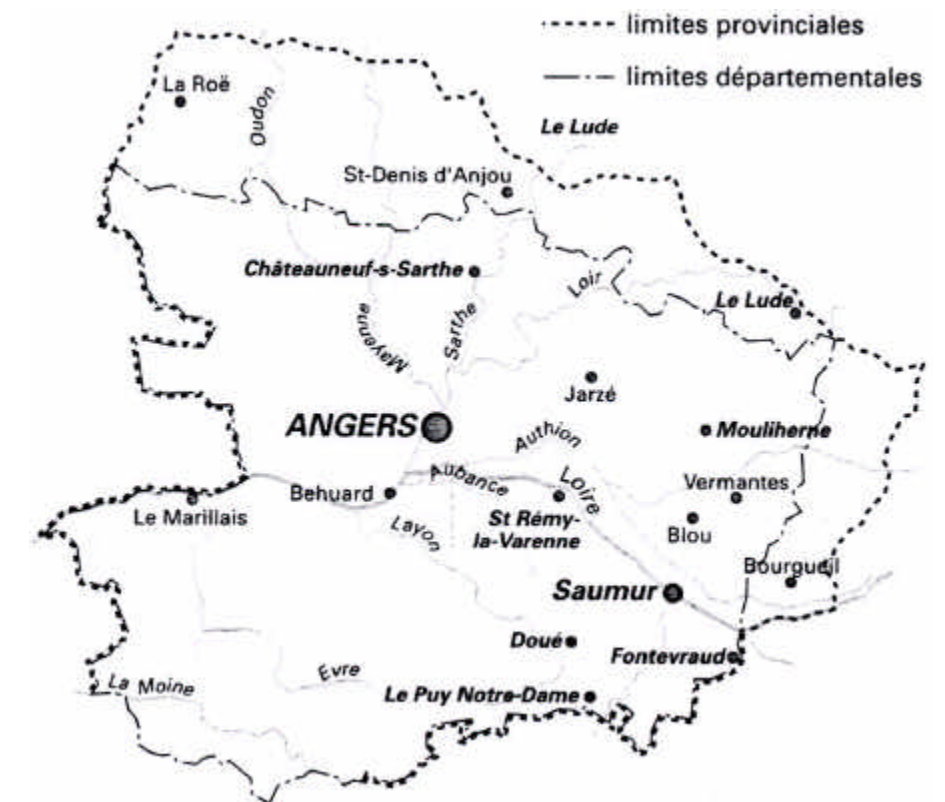 limites provinciales
limites départementales
La Roë
Oudon
Le Lude
St-Denis d'Anjou
Châteauneuf-s-Sarthe
Loir
Le Lude
Mayenne
Sarthe
Jarzé
ANGERS
Authion
Mouliherne
Aubance
Loire
Behuard
Vermantes
Le Marillais
St Rémy-
la-Varenne
Layon
Blou
Bourgueil
Saumur
Doué
Fontevraud
Evre
La Moine
Le Puy Notre-Dame